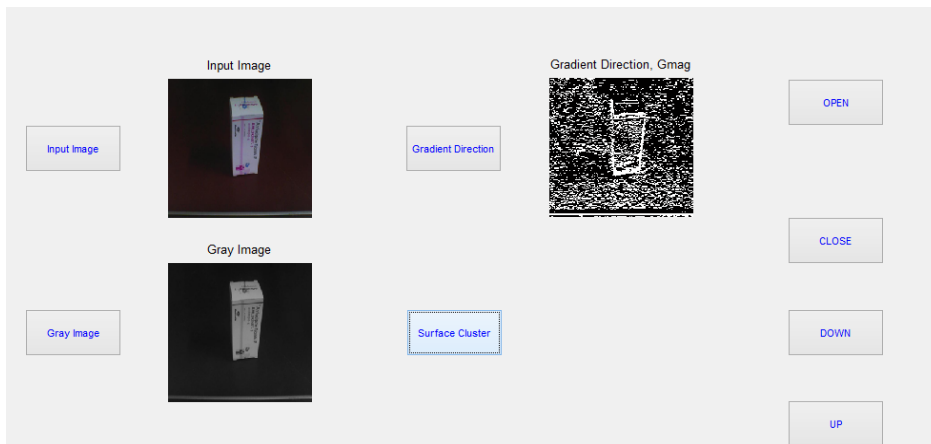 Input Image
Gradient Direction, Gmag
OPEN
Input Image
Gradient Direction
CLOSE
Gray Image
Gray Image
Surface Cluster
DOWN
UP